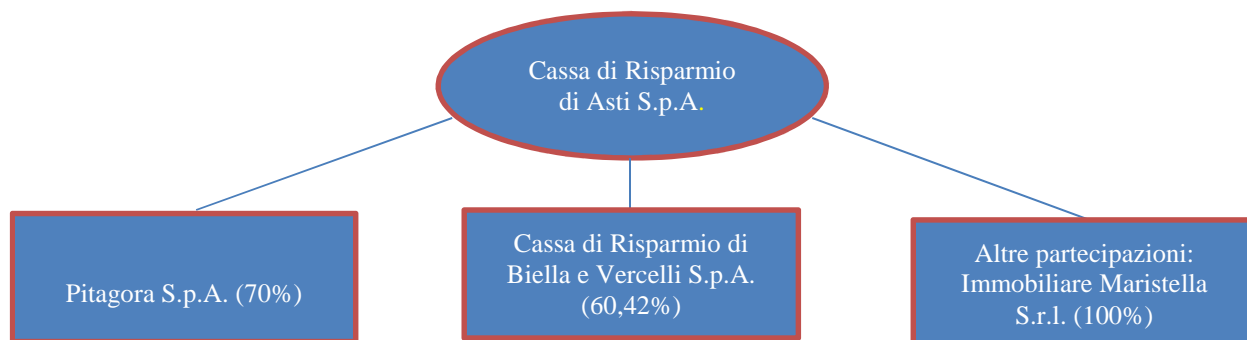 Cassa di Risparmio
di Asti S.p.A.
Pitagora S.p.A. (70%)
Cassa di Risparmio di
Biella e Vercelli S.p.A.
(60,42%)
Altre partecipazioni:
Immobiliare Maristella
S.r.l. (100%)